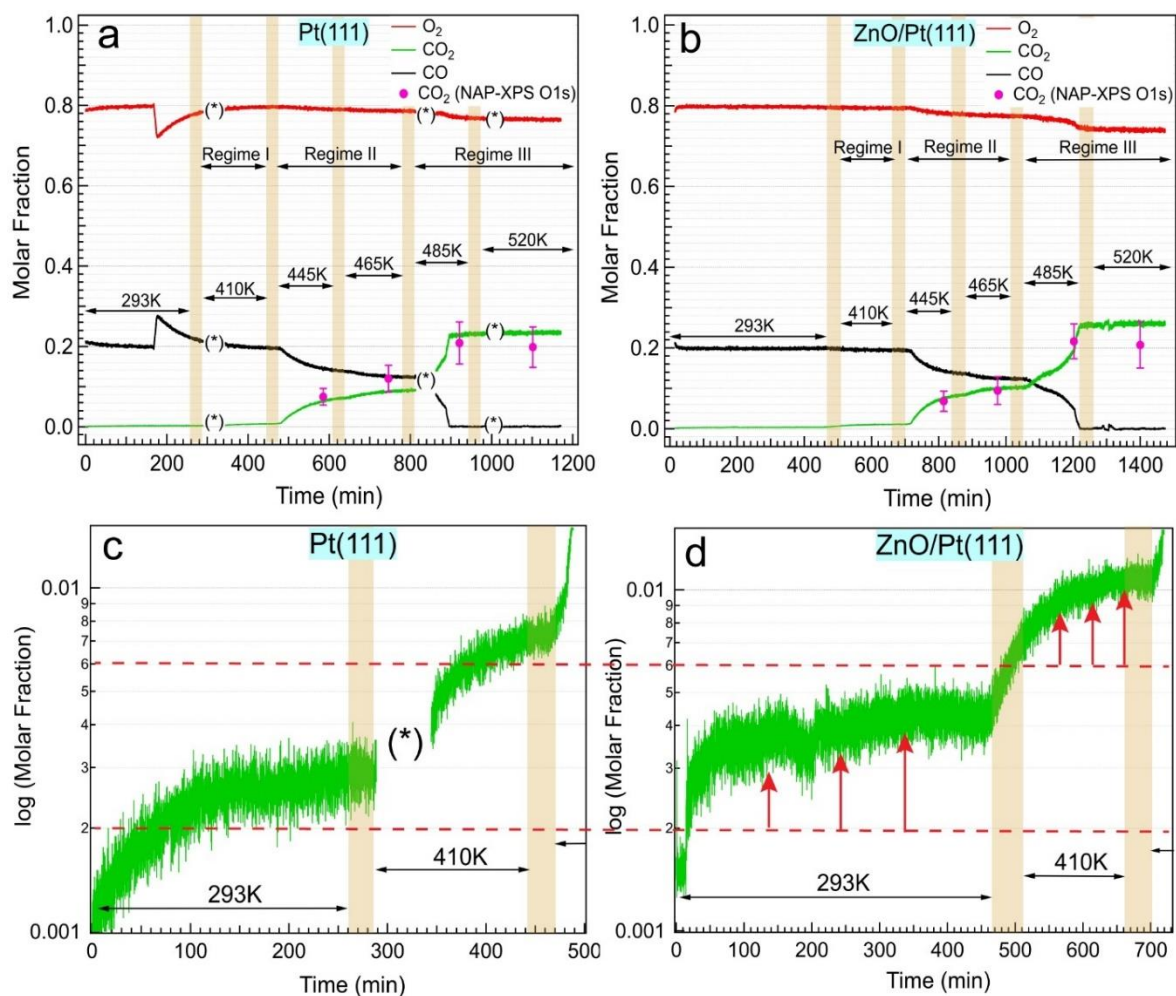 a
Pt(111)
O₂
CO₂
CO
CO₂ (NAP-XPS O1s)
(*)
(*)
(*)
Regime I
Regime II
Regime III
293K
410K
445K
465K
485K
520K
(*)
(*)
(*)
(*)
1.0
0.8
0.6
0.4
0.2
0.0
Molar Fraction
0
200
400
600
800
1000
1200
Time (min)
b
ZnO/Pt(111)
O₂
CO₂
CO
CO₂ (NAP-XPS O1s)
Regime I
Regime II
Regime III
293K
410K
445K
465K
485K
520K
1.0
0.8
0.6
0.4
0.2
0.0
Molar Fraction
0
200
400
600
800
1000
1200
1400
Time (min)
c
Pt(111)
0.01
9
8
7
6
5
4
3
2
0.001
log (Molar Fraction)
(*)
410K
293K
0
100
200
300
400
500
Time (min)
d
ZnO/Pt(111)
0.01
9
8
7
6
5
4
3
2
0.001
log (Molar Fraction)
410K
293K
0
100
200
300
400
500
600
700
Time (min)